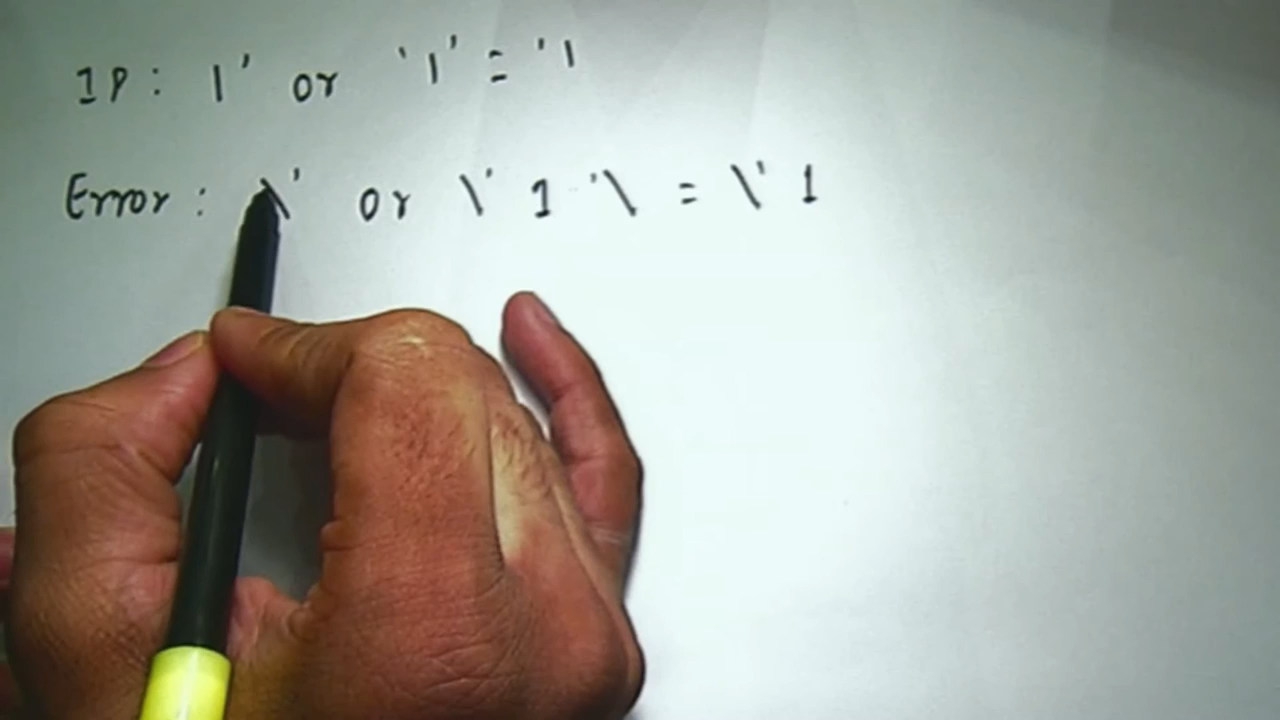 IP: 1' or '1'='1
Error: \' or \'1'\ = \'1